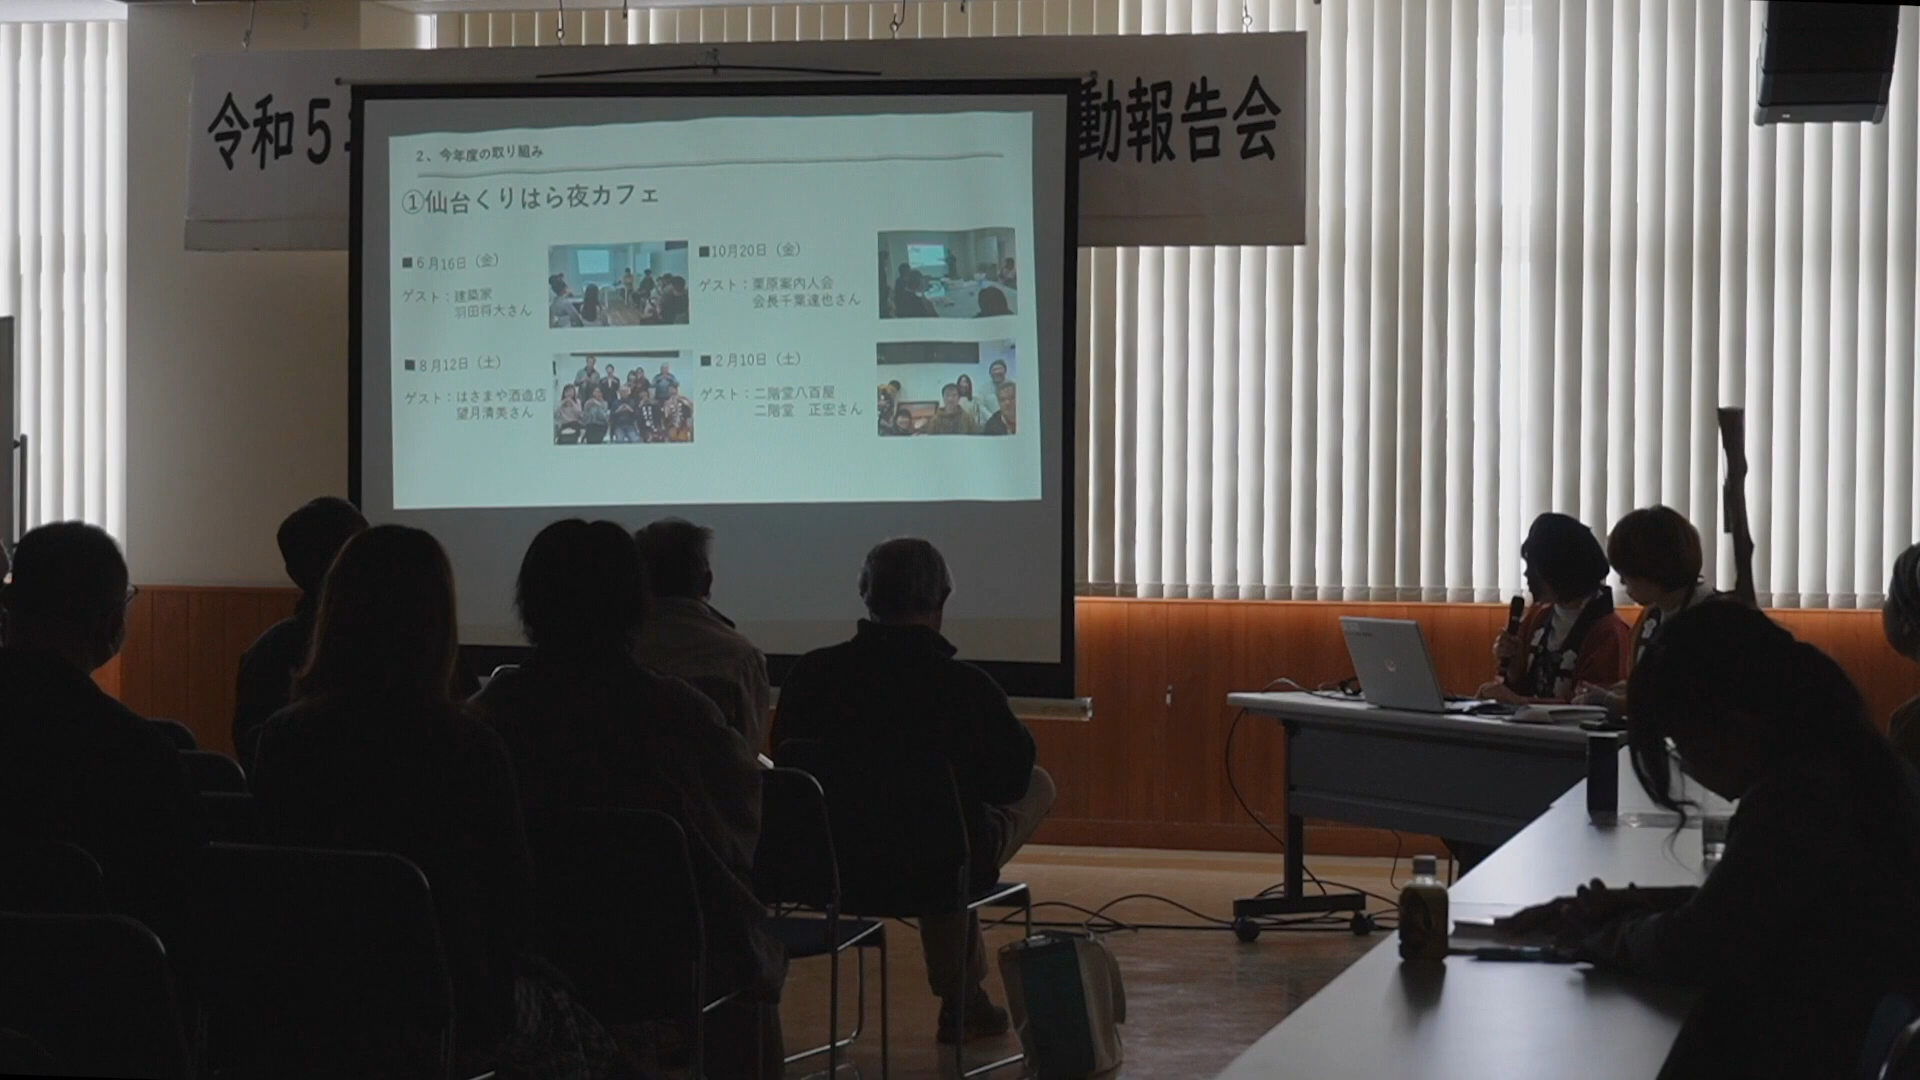 令和5
動報告会
2、今年度の取り組み
①仙台くりはら夜カフェ
■6月16日（金）
ゲスト：建築家
羽田将大さん
■8月12日（土）
ゲスト：はさまや酒造店
望月清美さん
■10月20日（金）
ゲスト：栗原案内人会
会長千葉達也さん
■2月10日（土）
ゲスト：二階堂八百屋
二階堂　正宏さん